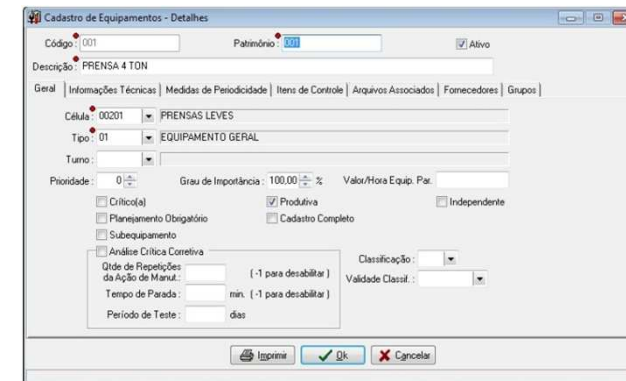 Cadastro de Equipamentos - Detalhes
Código: 001 Patrimônio: 001 Ativo
Descrição: PRENSA 4 TON
Geral Informações Técnicas Medidas de Periodicidade Itens de Controle Arquivos Associados Fornecedores Grupos
Célula: 00201 PRENSAS LEVES
Tipo: 01 EQUIPAMENTO GERAL
Turno:
Prioridade: 0 Grau de Importância: 100,00 % Valor/Hora Equip. Par.
Crítico(a) Produtiva Independente
Planejamento Obrigatório Cadastro Completo
Subequipamento
Análise Crítica Corretiva
Qtde de Repetições
da Ação de Manut.: ( -1 para desabilitar )
Classificação:
Tempo de Parada: min. ( -1 para desabilitar )
Validade Classif. :
Período de Teste: dias
Imprimir Ok Cancelar